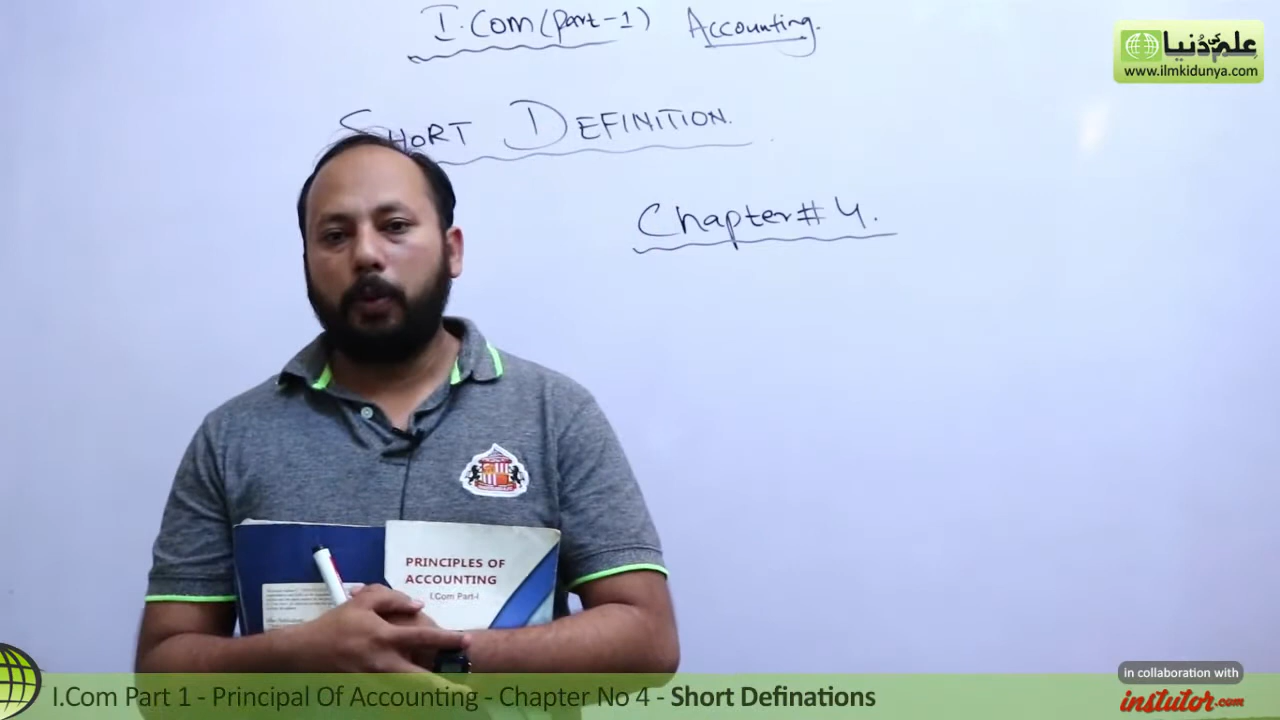 I.Com (part-1) Accounting.
علم کی دُنیا
www.ilmkidunya.com
SHORT DEFINITION.
Chapter # 4.
PRINCIPLES OF
ACCOUNTING
I.Com Part-I
in collaboration with
instutor.com
I.Com Part 1 - Principal Of Accounting - Chapter No 4 - Short Definations